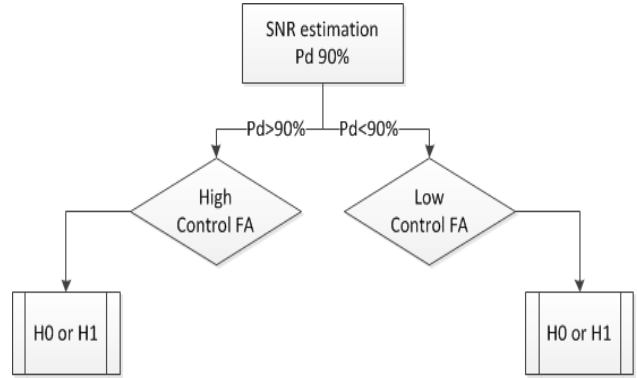 SNR estimation
Pd 90%
Pd>90%
Pd<90%
High
Control FA
Low
Control FA
H0 or H1
H0 or H1